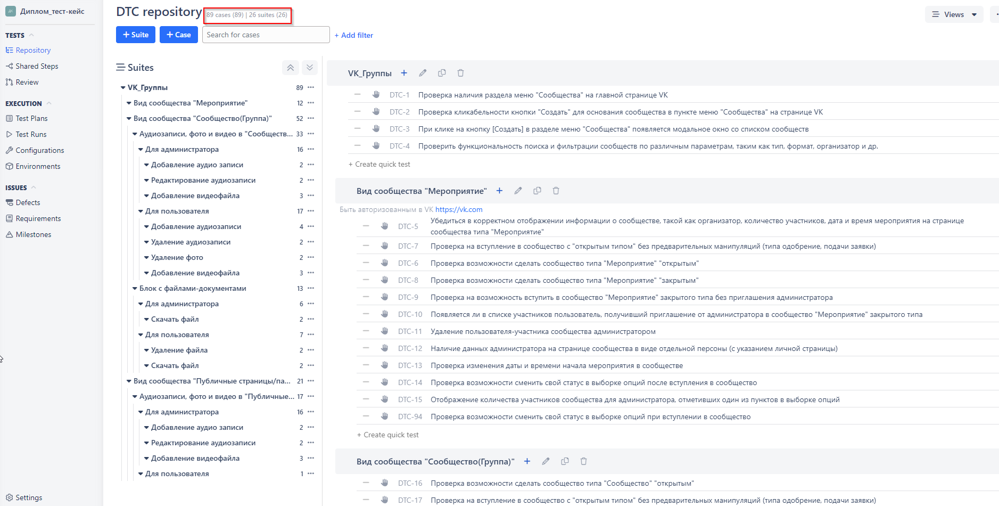 ДК Диплом_тест-кейс
TESTS
Repository
Shared Steps
Review
EXECUTION
Test Plans
Test Runs
Configurations
Environments
ISSUES
Defects
Requirements
Milestones
Settings
DTC repository 89 cases (89) | 26 suites (26)
+ Suite + Case Search for cases + Add filter
Views
Suites
VK_Группы 89
Вид сообщества "Мероприятие" 12
Вид сообщества "Сообщество(Группа)" 52
Аудиозаписи, фото и видео в "Сообществ... 33
Для администратора 16
Добавление аудио записи 2
Редактирование аудиозаписи 2
Добавление видеофайла 3
Для пользователя 17
Добавление аудиозаписи 4
Удаление аудиозаписи 2
Удаление фото 2
Добавление видеофайла 3
Блок с файлами-документами 13
Для администратора 6
Скачать файл 2
Для пользователя 7
Удаление файла 2
Скачать файл 2
Вид сообщества "Публичные страницы/па... 21
Аудиозаписи, фото и видео в "Публичные... 17
Для администратора 16
Добавление аудио записи 2
Редактирование аудиозаписи 2
Добавление видеофайла 3
Для пользователя 1
VK_Группы
DTC-1 Проверка наличия раздела меню "Сообщества" на главной странице VK
DTC-2 Проверка кликабельности кнопки "Создать" для основания сообщества в пункте меню "Сообщества" на странице VK
DTC-3 При клике на кнопку [Создать] в разделе меню "Сообщества" появляется модальное окно со списком сообществ
DTC-4 Проверить функциональность поиска и фильтрации сообществ по различным параметрам, таким как тип, формат, организатор и др.
+ Create quick test
Вид сообщества "Мероприятие"
Быть авторизованным в VK https://vk.com
DTC-5 Убедиться в корректном отображении информации о сообществе, такой как организатор, количество участников, дата и время мероприятия на странице
сообщества типа "Мероприятие"
DTC-7 Проверка на вступление в сообщество с "открытым типом" без предварительных манипуляций (типа одобрение, подачи заявки)
DTC-6 Проверка возможности сделать сообщество типа "Мероприятие" "открытым"
DTC-8 Проверка возможности сделать сообщество типа "Мероприятие" "закрытым"
DTC-9 Проверка на возможность вступить в сообщество "Мероприятие" закрытого типа без приглашения администратора
DTC-10 Появляется ли в списке участников пользователь, получивший приглашение от администратора в сообщество "Мероприятие" закрытого типа
DTC-11 Удаление пользователя-участника сообщества администратором
DTC-12 Наличие данных администратора на странице сообщества в виде отдельной персоны (с указанием личной страницы)
DTC-13 Проверка изменения даты и времени начала мероприятия в сообществе
DTC-14 Проверка возможности сменить свой статус в выборке опций после вступления в сообщество
DTC-15 Отображение количества участников сообщества для администратора, отметивших один из пунктов в выборке опций
DTC-94 Проверка возможности сменить свой статус в выборке опций при вступлении в сообщество
+ Create quick test
Вид сообщества "Сообщество(Группа)"
DTC-16 Проверка возможности сделать сообщество типа "Сообщество" "открытым"
DTC-17 Проверка на вступление в сообщество с "открытым типом" без предварительных манипуляций (типа одобрение, подачи заявки)